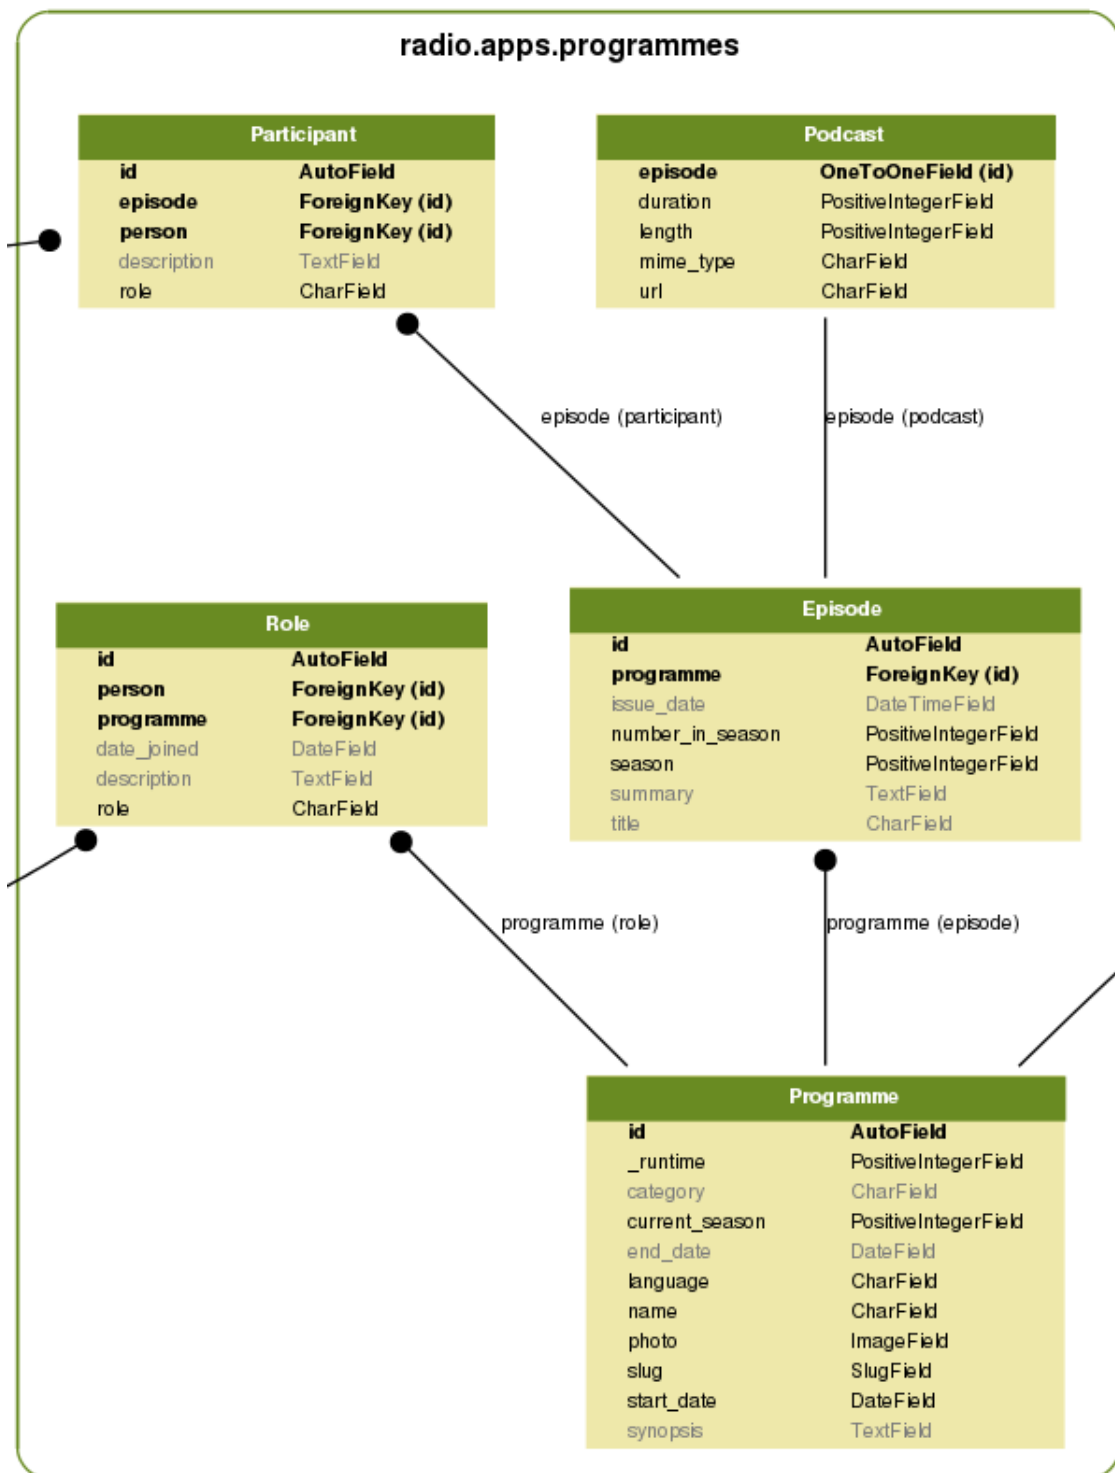 radio.apps.programmes
Participant
id AutoField
episode ForeignKey (id)
person ForeignKey (id)
description TextField
role CharField
Podcast
episode OneToOneField (id)
duration PositiveIntegerField
length PositiveIntegerField
mime_type CharField
url CharField
episode (participant)
episode (podcast)
Role
id AutoField
person ForeignKey (id)
programme ForeignKey (id)
date_joined DateField
description TextField
role CharField
Episode
id AutoField
programme ForeignKey (id)
issue_date DateTimeField
number_in_season PositiveIntegerField
season PositiveIntegerField
summary TextField
title CharField
programme (role)
programme (episode)
Programme
id AutoField
_runtime PositiveIntegerField
category CharField
current_season PositiveIntegerField
end_date DateField
language CharField
name CharField
photo ImageField
slug SlugField
start_date DateField
synopsis TextField